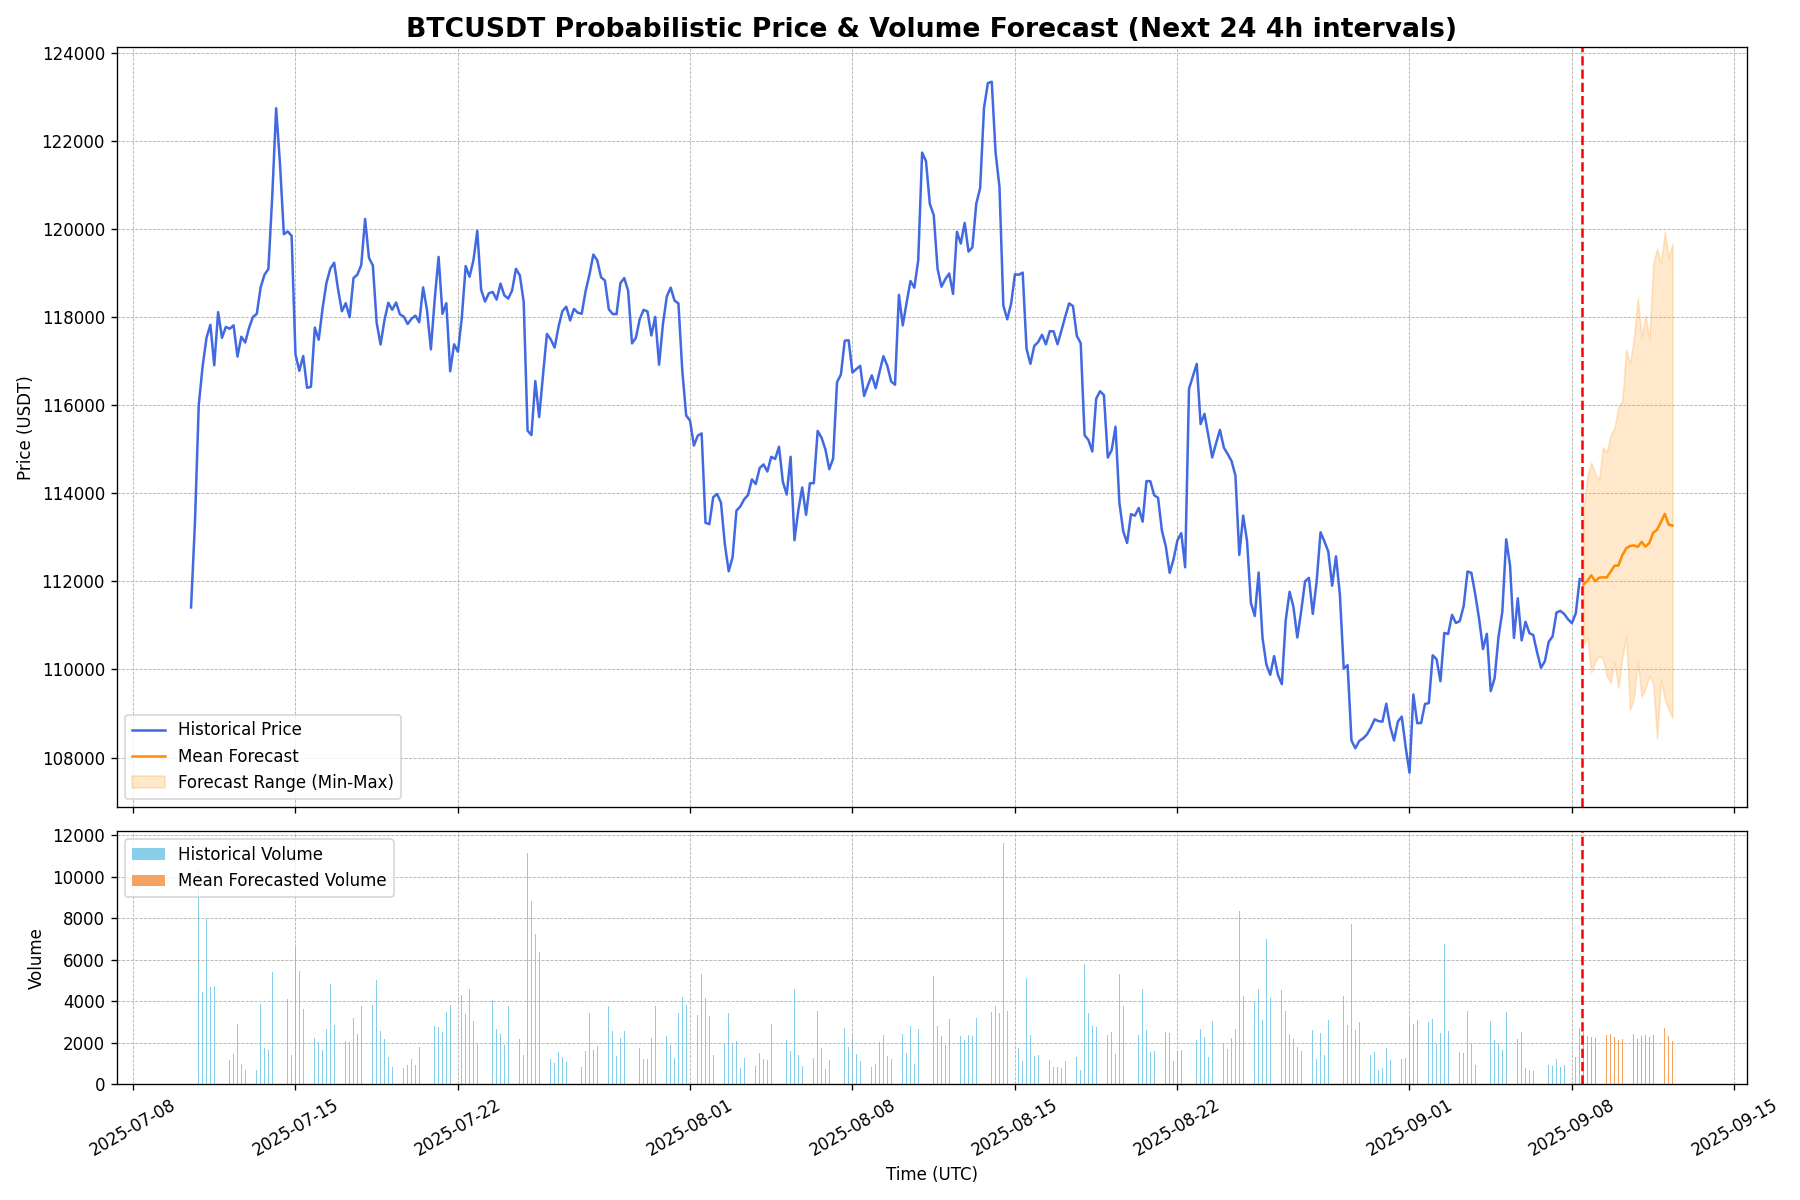 BTCUSDT Probabilistic Price & Volume Forecast (Next 24 4h intervals)
124000
122000
120000
118000
116000
114000
112000
110000
108000
Price (USDT)
Historical Price
Mean Forecast
Forecast Range (Min-Max)
12000
10000
8000
6000
4000
2000
0
Volume
Historical Volume
Mean Forecasted Volume
2025-07-08
2025-07-15
2025-07-22
2025-08-01
2025-08-08
2025-08-15
2025-08-22
2025-09-01
2025-09-08
2025-09-15
Time (UTC)